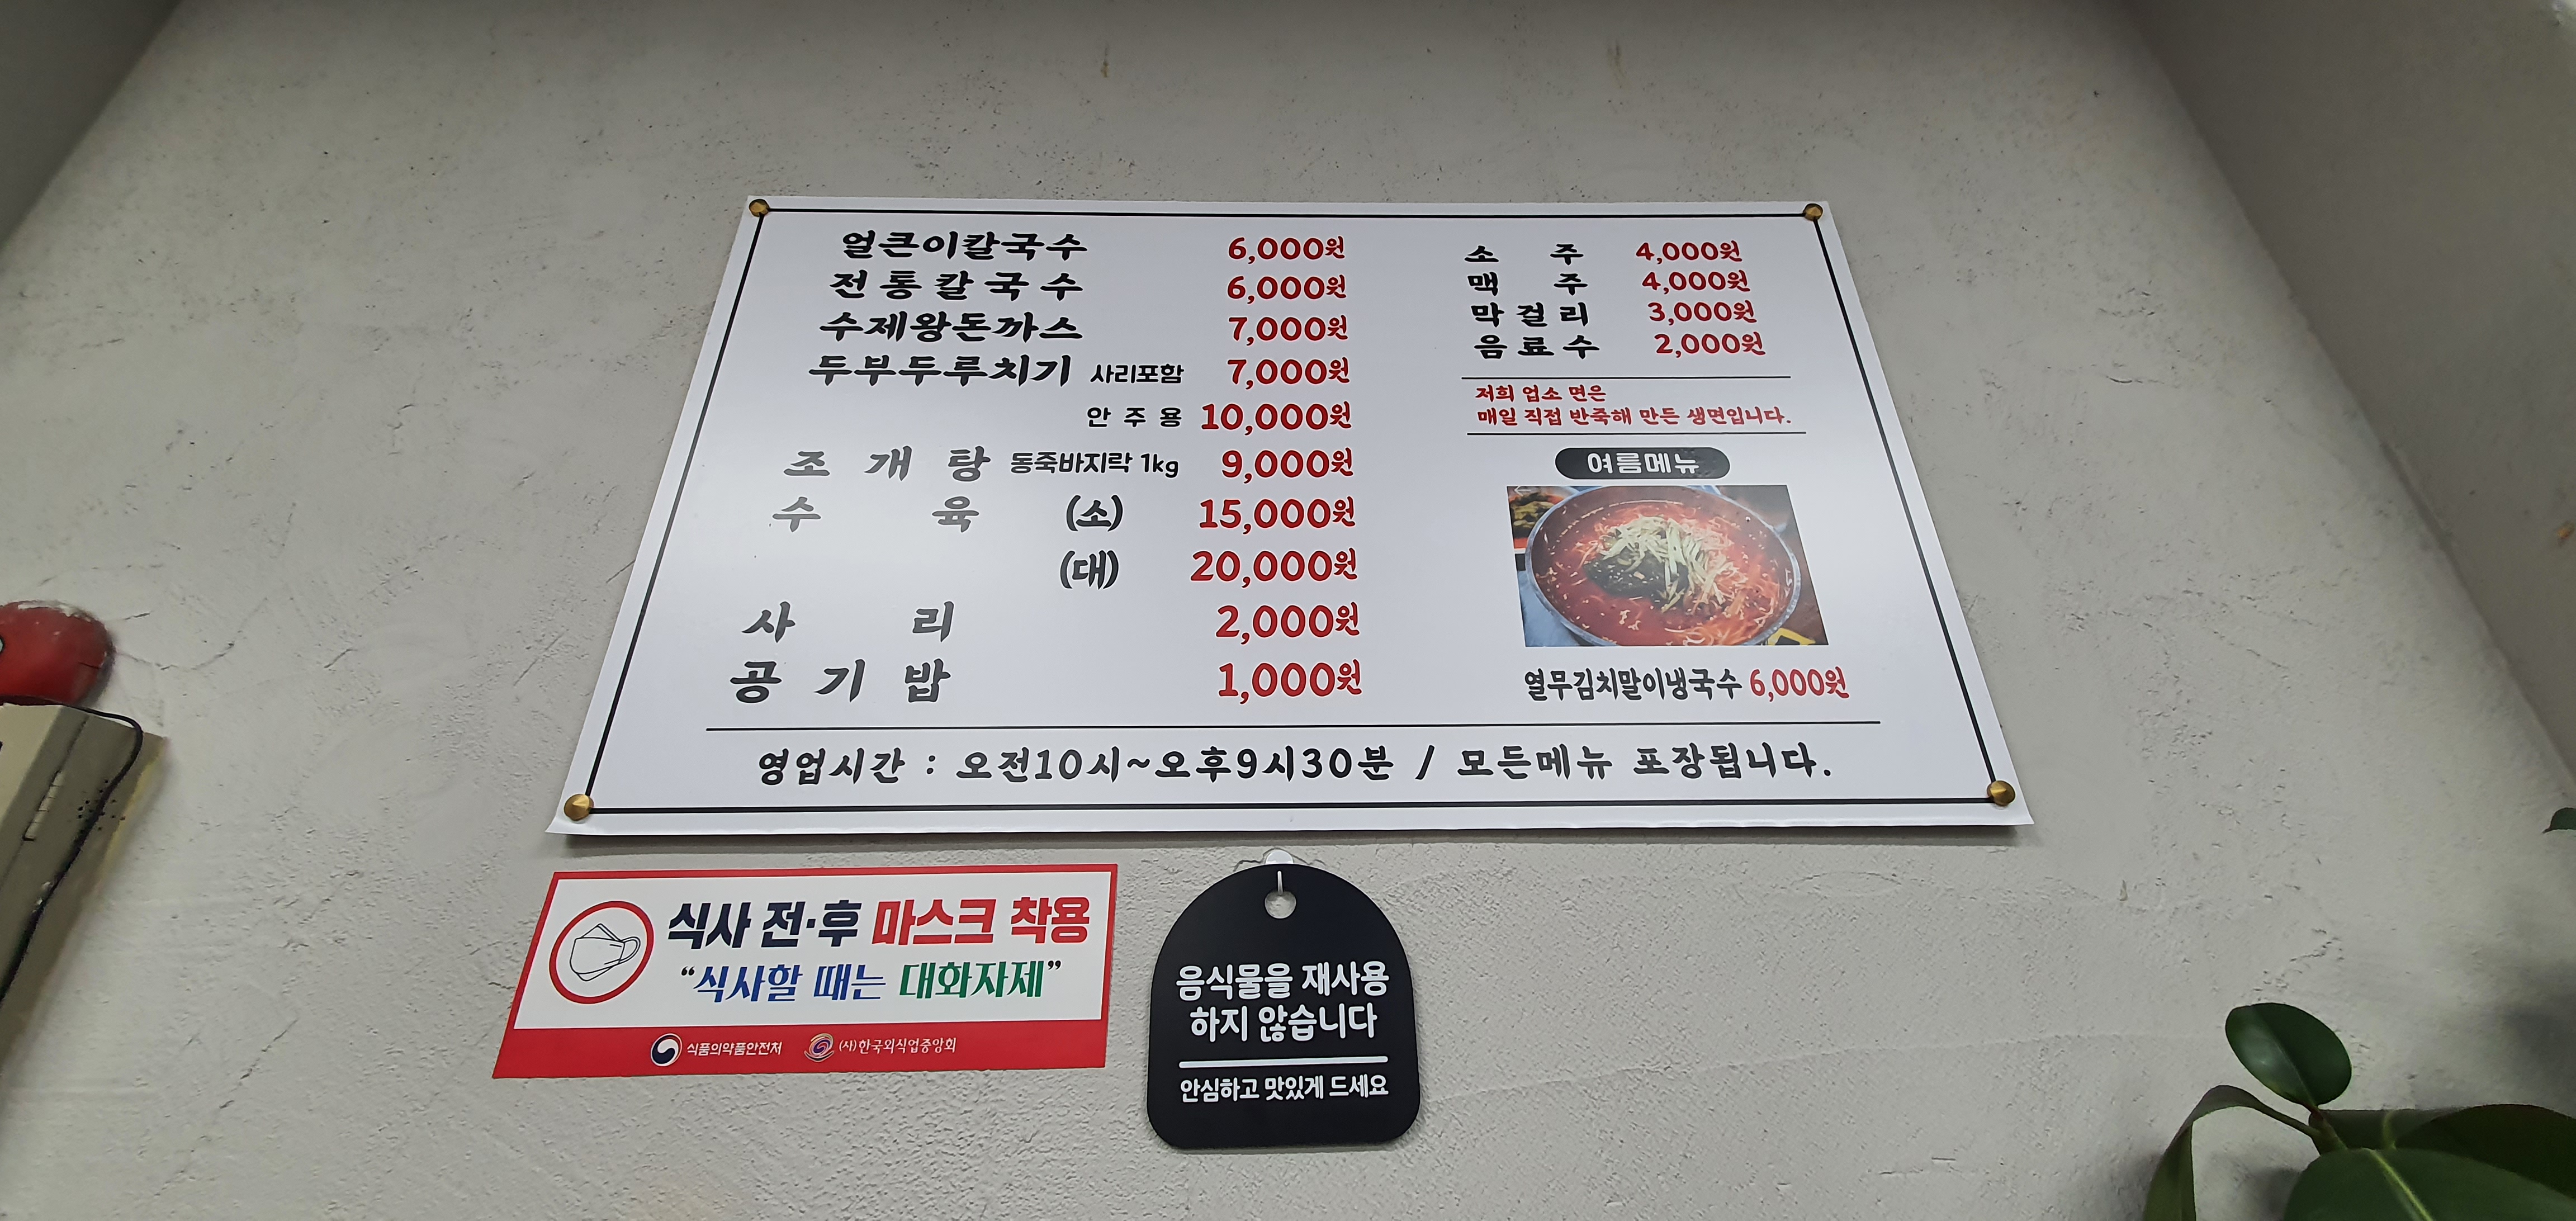 얼큰이칼국수 6,000원
전통칼국수 6,000원
수제왕돈까스 7,000원
두부두루치기 사리포함 7,000원
안주용 10,000원
조개탕 동죽바지락 1kg 9,000원
수육 (소) 15,000원
(대) 20,000원
사리 2,000원
공기밥 1,000원
소주 4,000원
맥주 4,000원
막걸리 3,000원
음료수 2,000원
저희 업소 면은
매일 직접 반죽해 만든 생면입니다.
여름메뉴
열무김치말이냉국수 6,000원
영업시간 : 오전10시~오후9시30분 / 모든메뉴 포장됩니다.
식사 전·후 마스크 착용
“식사할 때는 대화자제”
식품의약품안전처 (사)한국외식업중앙회
음식물을 재사용
하지 않습니다
안심하고 맛있게 드세요